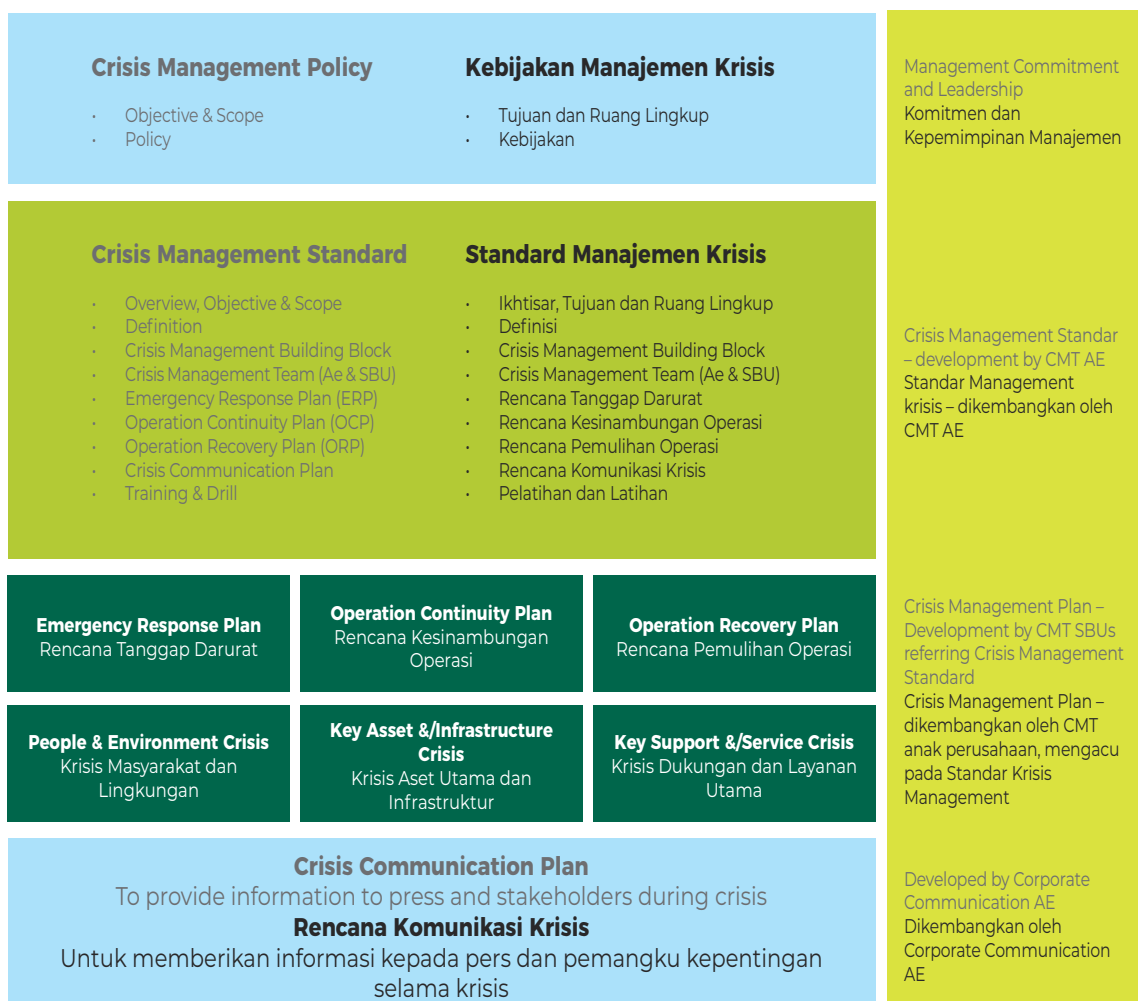 Crisis Management Policy
• Objective & Scope
• Policy
Kebijakan Manajemen Krisis
• Tujuan dan Ruang Lingkup
• Kebijakan
Management Commitment
and Leadership
Komitmen dan
Kepemimpinan Manajemen
Crisis Management Standard
• Overview, Objective & Scope
• Definition
• Crisis Management Building Block
• Crisis Management Team (Ae & SBU)
• Emergency Response Plan (ERP)
• Operation Continuity Plan (OCP)
• Operation Recovery Plan (ORP)
• Crisis Communication Plan
• Training & Drill
Standard Manajemen Krisis
• Ikhtisar, Tujuan dan Ruang Lingkup
• Definisi
• Crisis Management Building Block
• Crisis Management Team (Ae & SBU)
• Rencana Tanggap Darurat
• Rencana Kesinambungan Operasi
• Rencana Pemulihan Operasi
• Rencana Komunikasi Krisis
• Pelatihan dan Latihan
Crisis Management Standar
– development by CMT AE
Standar Management
krisis – dikembangkan oleh
CMT AE
Emergency Response Plan
Rencana Tanggap Darurat
Operation Continuity Plan
Rencana Kesinambungan
Operasi
Operation Recovery Plan
Rencana Pemulihan Operasi
People & Environment Crisis
Krisis Masyarakat dan
Lingkungan
Key Asset &/Infrastructure
Crisis
Krisis Aset Utama dan
Infrastruktur
Key Support &/Service Crisis
Krisis Dukungan dan Layanan
Utama
Crisis Management Plan –
Development by CMT SBUs
referring Crisis Management
Standard
Crisis Management Plan –
dikembangkan oleh CMT
anak perusahaan, mengacu
pada Standar Krisis
Management
Crisis Communication Plan
To provide information to press and stakeholders during crisis
Rencana Komunikasi Krisis
Untuk memberikan informasi kepada pers dan pemangku kepentingan
selama krisis
Developed by Corporate
Communication AE
Dikembangkan oleh
Corporate Communication
AE